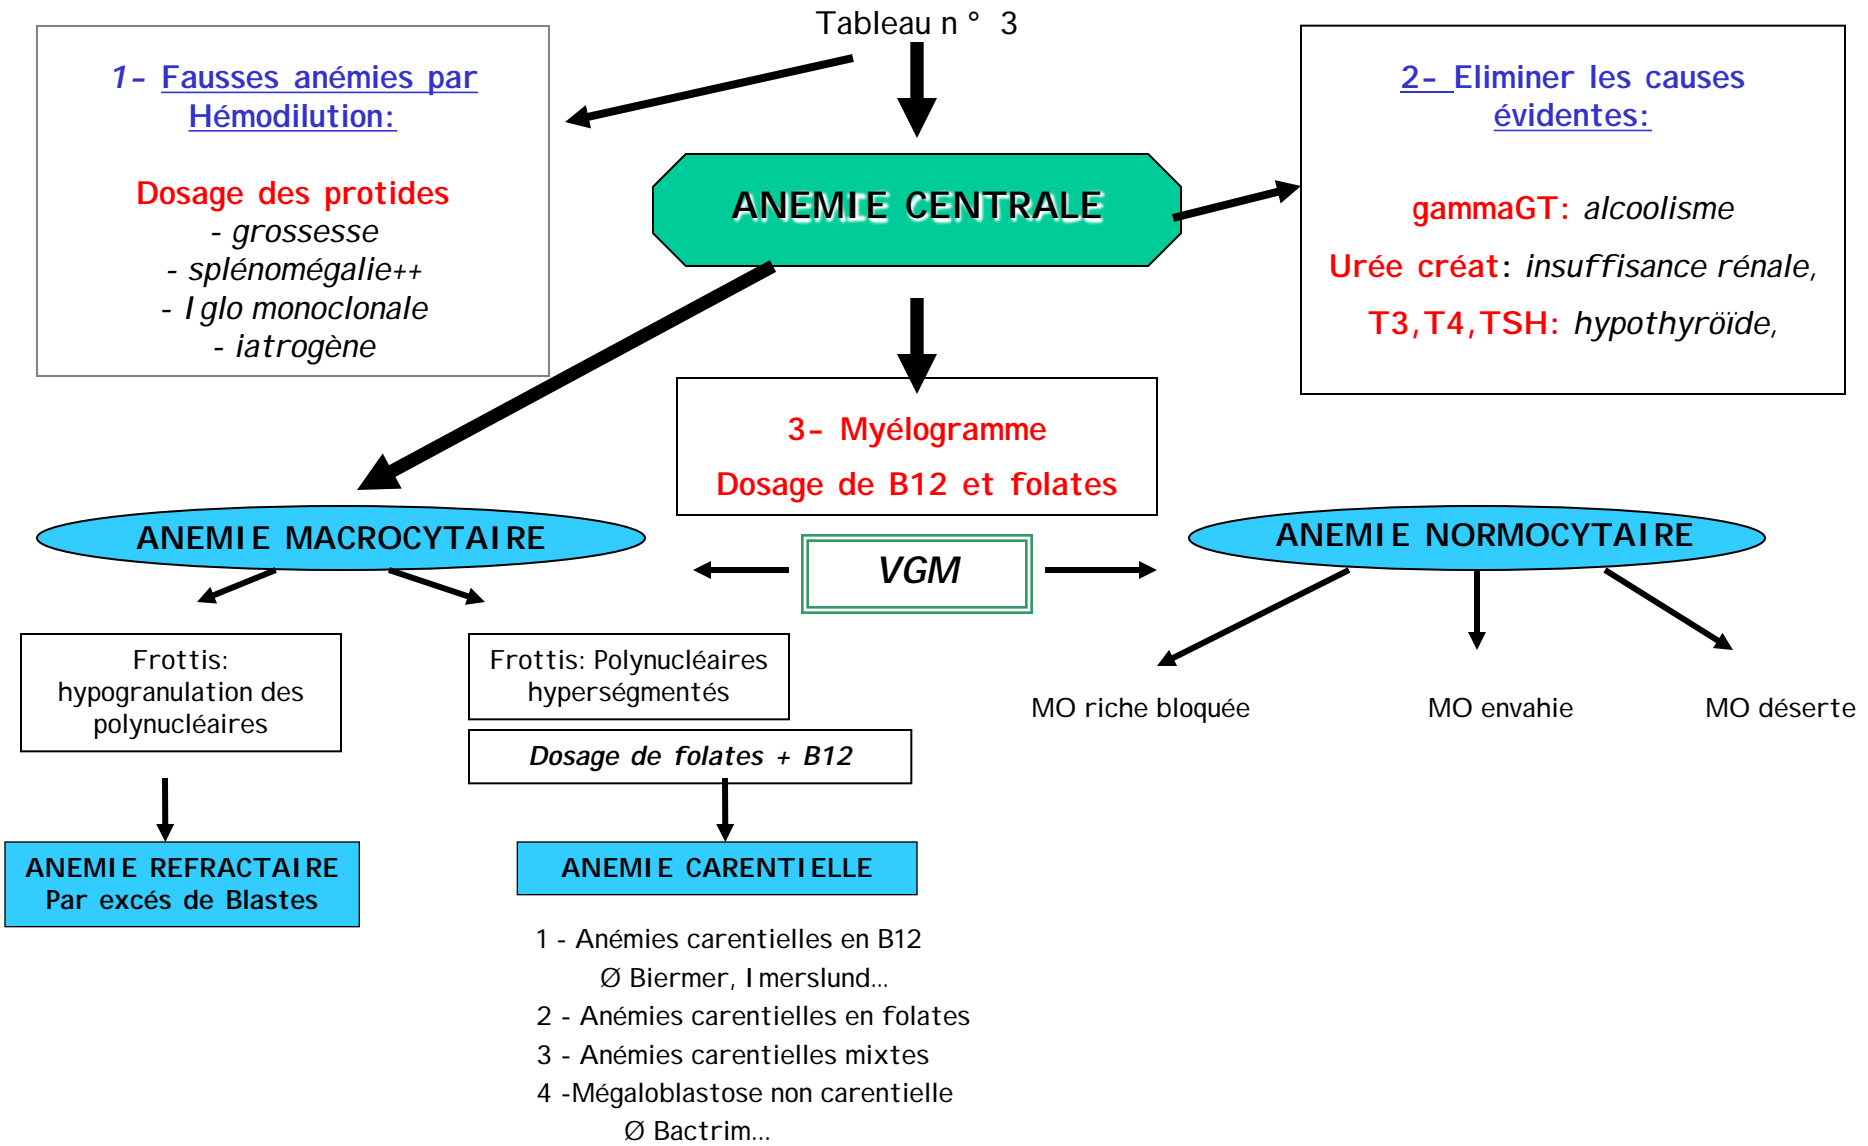 Tableau n° 3
1- Fausses anémies par
Hémodilution:
Dosage des protides
- grossesse
- splénomégalie++
- Iglo monoclonale
- iatrogène
2- Eliminer les causes
évidentes:
gammaGT: alcoolisme
Urée créat: insuffisance rénale,
T3,T4,TSH: hypothyröïde,
ANEMIE CENTRALE
3- Myélogramme
Dosage de B12 et folates
ANEMIE MACROCYTAIRE
VGM
ANEMIE NORMOCYTAIRE
Frottis:
hypogranulation des
polynucléaires
Frottis: Polynucléaires
hyperségmentés
Dosage de folates + B12
MO riche bloquée
MO envahie
MO déserte
ANEMIE REFRACTAIRE
Par excés de Blastes
ANEMIE CARENTIELLE
1 - Anémies carentielles en B12
Ø Biermer, Imerslund...
2 - Anémies carentielles en folates
3 - Anémies carentielles mixtes
4 -Mégaloblastose non carentielle
Ø Bactrim...